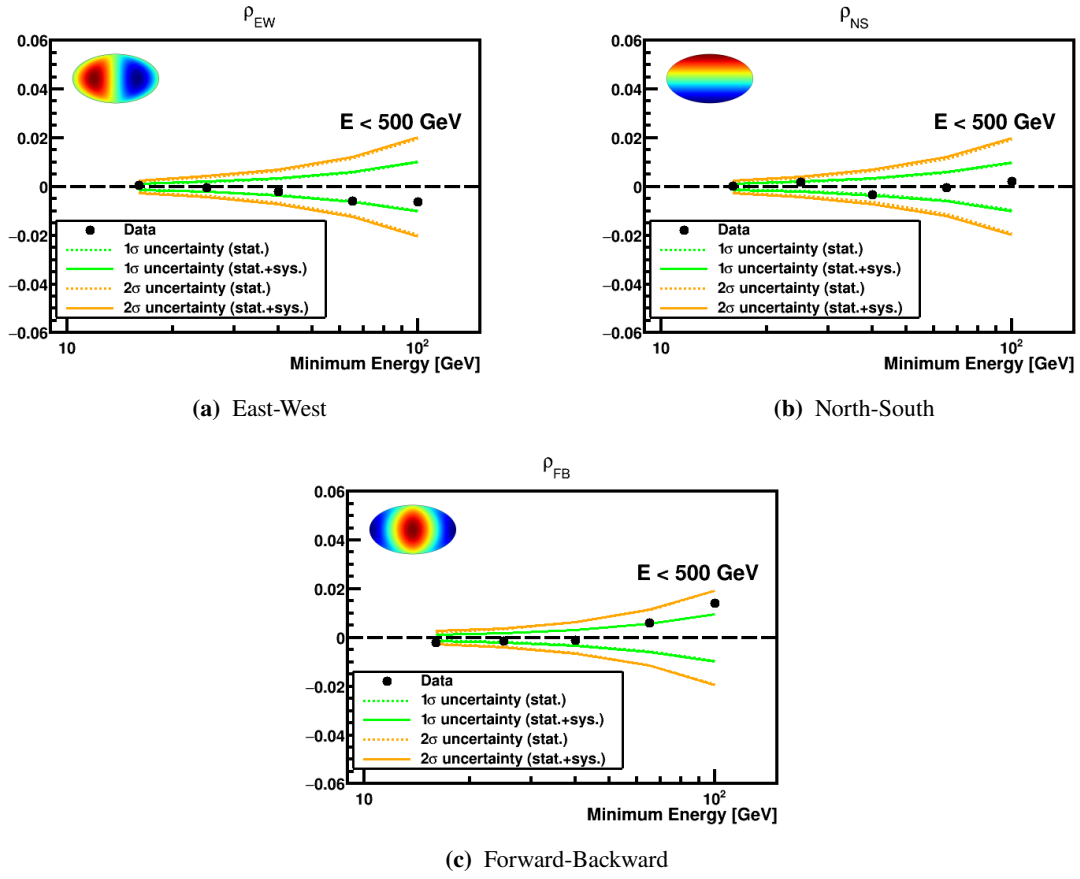 ρEW
0.06
0.04
0.02
0
−0.02
−0.04
−0.06
E < 500 GeV
Data
1σ uncertainty (stat.)
1σ uncertainty (stat.+sys.)
2σ uncertainty (stat.)
2σ uncertainty (stat.+sys.)
10
10²
Minimum Energy [GeV]
(a) East-West
ρNS
0.06
0.04
0.02
0
−0.02
−0.04
−0.06
E < 500 GeV
Data
1σ uncertainty (stat.)
1σ uncertainty (stat.+sys.)
2σ uncertainty (stat.)
2σ uncertainty (stat.+sys.)
10
10²
Minimum Energy [GeV]
(b) North-South
ρFB
0.06
0.04
0.02
0
−0.02
−0.04
−0.06
E < 500 GeV
Data
1σ uncertainty (stat.)
1σ uncertainty (stat.+sys.)
2σ uncertainty (stat.)
2σ uncertainty (stat.+sys.)
10
10²
Minimum Energy [GeV]
(c) Forward-Backward